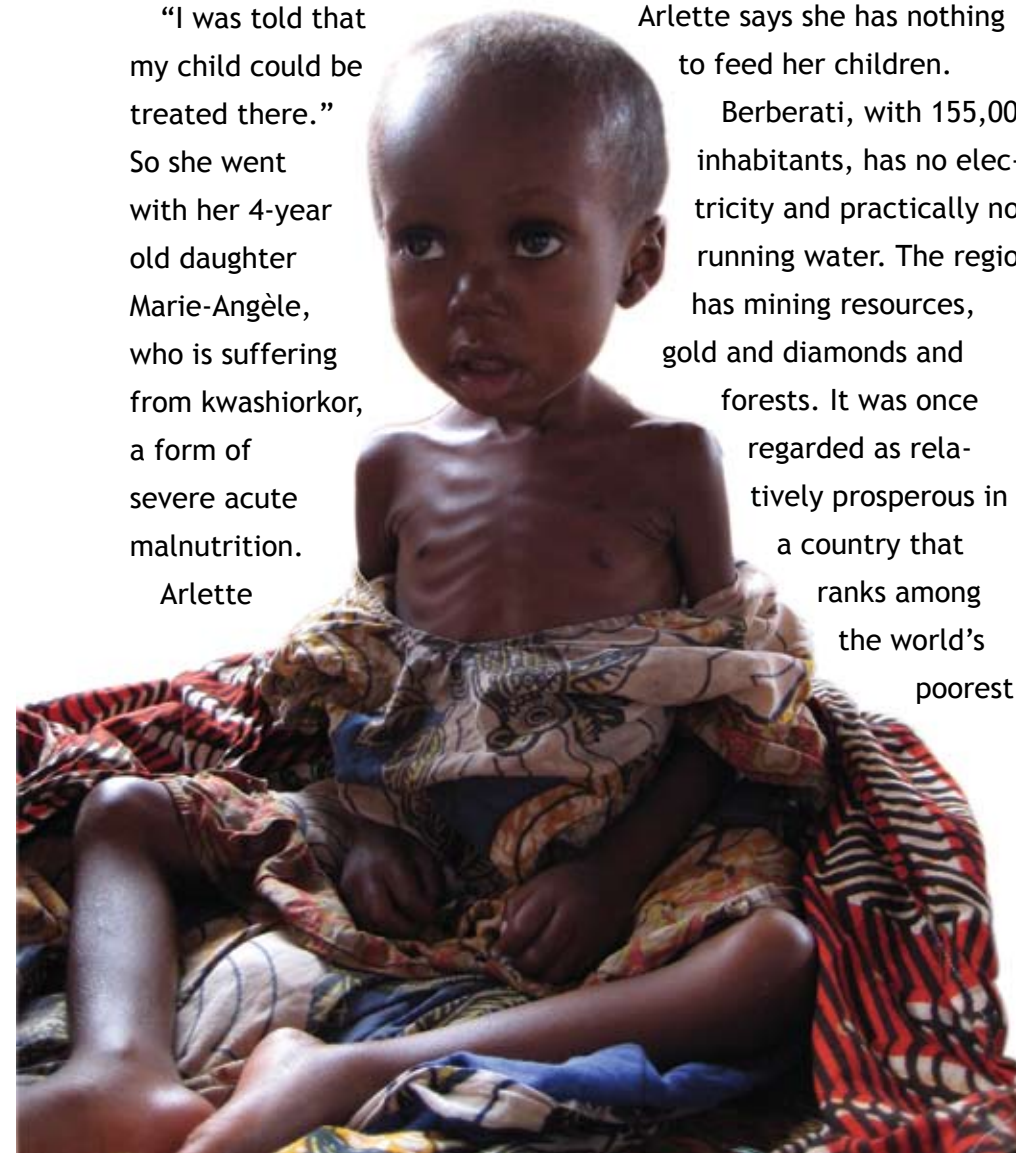 “I was told that
my child could be
treated there.”
So she went
with her 4-year
old daughter
Marie-Angèle,
who is suffering
from kwashiorkor,
a form of
severe acute
malnutrition.
Arlette
Arlette says she has nothing
to feed her children.
Berberati, with 155,00
inhabitants, has no elec-
tricity and practically no
running water. The regio
has mining resources,
gold and diamonds and
forests. It was once
regarded as rela-
tively prosperous in
a country that
ranks among
the world’s
poorest